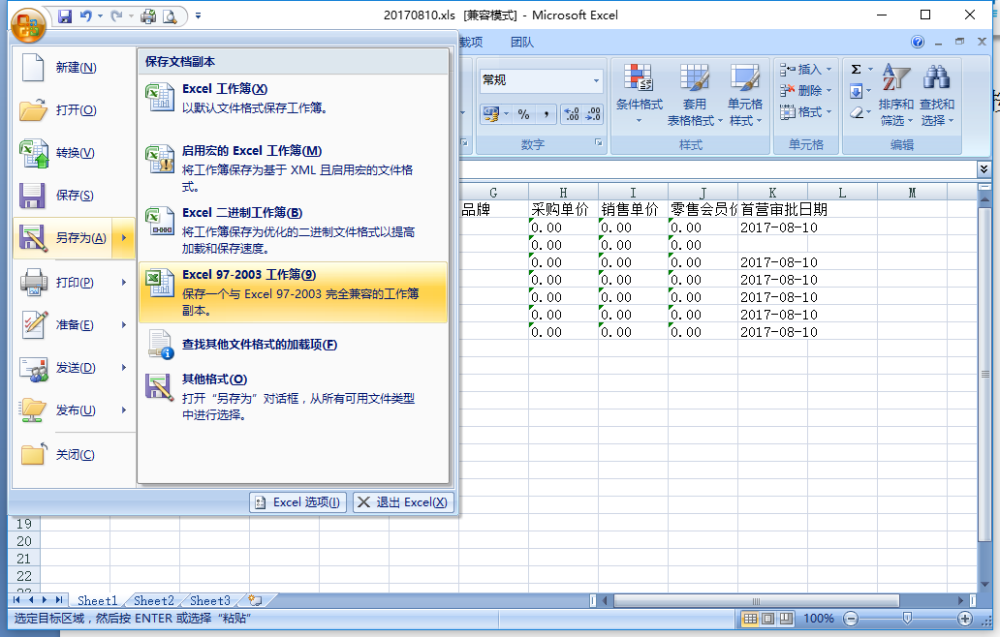 20170810.xls [兼容模式] - Microsoft Excel
载项 团队
新建(N)
打开(O)
转换(V)
保存(S)
另存为(A)
打印(P)
准备(E)
发送(D)
发布(U)
关闭(C)
保存文档副本
Excel 工作簿(X)
以默认文件格式保存工作簿。
启用宏的 Excel 工作簿(M)
将工作簿保存为基于 XML 且启用宏的文件格
式。
Excel 二进制工作簿(B)
将工作簿保存为优化的二进制文件格式以提高
加载和保存速度。
Excel 97-2003 工作簿(9)
保存一个与 Excel 97-2003 完全兼容的工作簿
副本。
查找其他文件格式的加载项(F)
其他格式(O)
打开“另存为”对话框，从所有可用文件类型
中进行选择。
Excel 选项(I) 退出 Excel(X)
常规
% ,
数字
条件格式
套用
表格格式
单元格
样式
样式
插入
删除
格式
单元格
Σ
排序和
筛选
查找和
选择
编辑
G H I J K L M
品牌 采购单价 销售单价 零售会员价 首营审批日期
0.00 0.00 0.00 2017-08-10
0.00 0.00 0.00
0.00 0.00 0.00 2017-08-10
0.00 0.00 0.00 2017-08-10
0.00 0.00 0.00 2017-08-10
0.00 0.00 0.00 2017-08-10
0.00 0.00 0.00 2017-08-10
19
20
21
22
Sheet1 Sheet2 Sheet3
选定目标区域，然后按 ENTER 或选择“粘贴”
100%